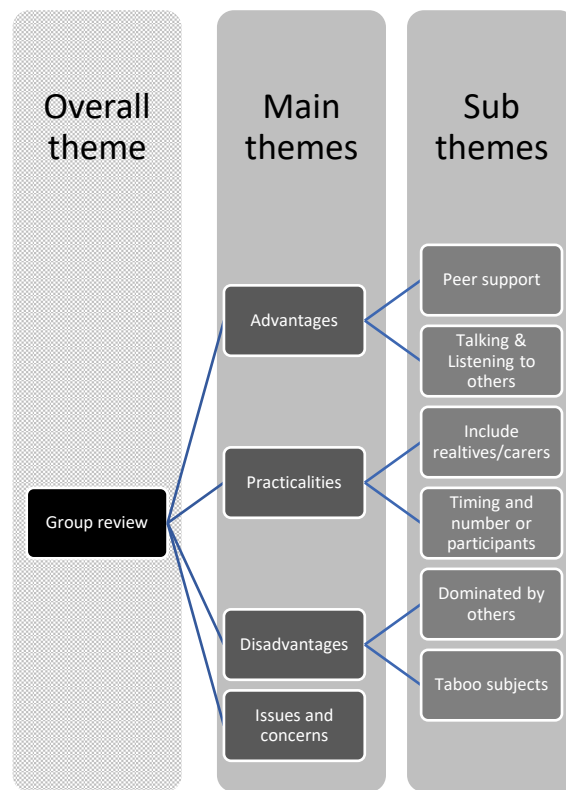 Overall
theme
Main
themes
Sub
themes
Group review
Advantages
Practicalities
Disadvantages
Issues and
concerns
Peer support
Talking &
Listening to
others
Include
realtives/carers
Timing and
number or
participants
Dominated by
others
Taboo subjects